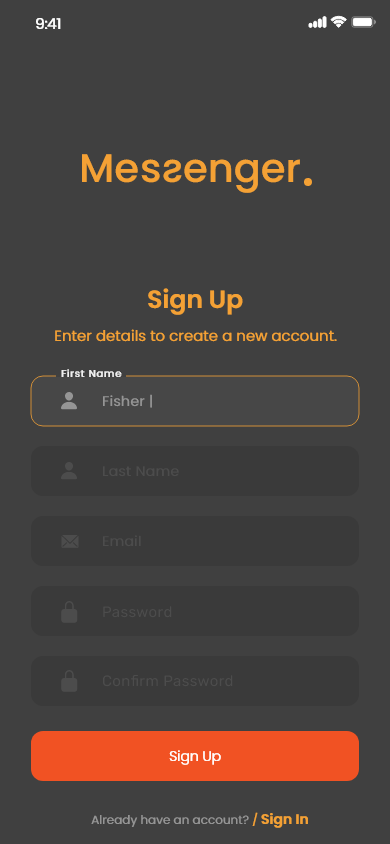 9:41
Messenger.
Sign Up
Enter details to create a new account.
First Name
Fisher |
Last Name
Email
Password
Confirm Password
Sign Up
Already have an account? / Sign In